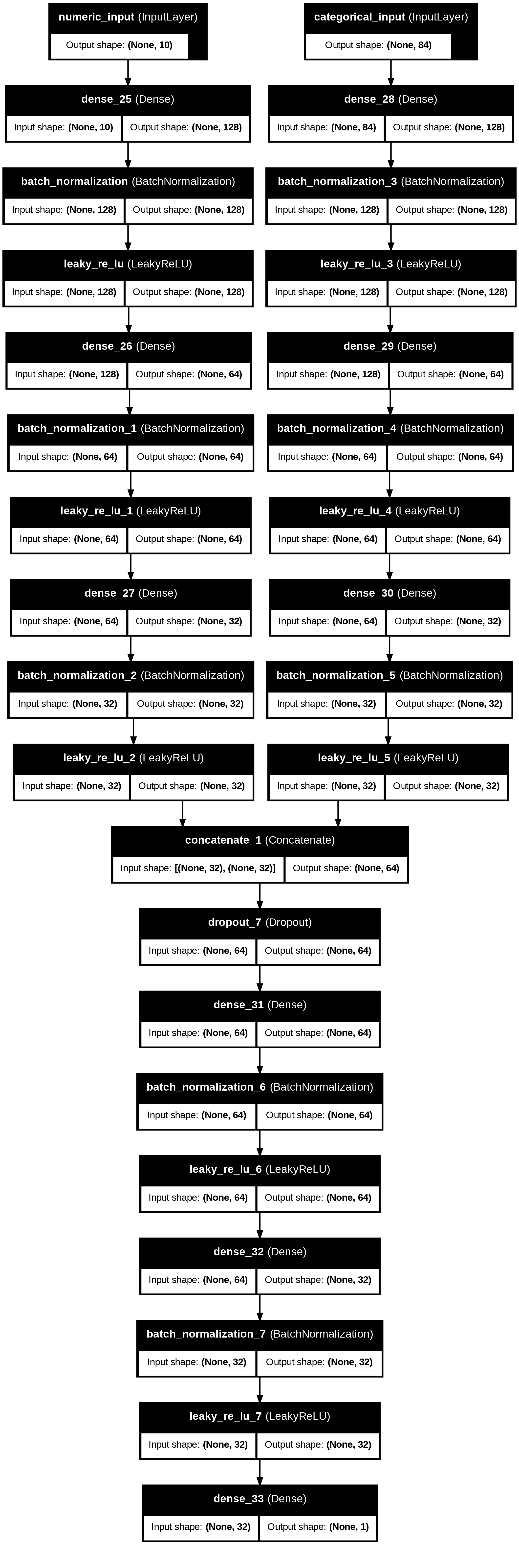 numeric_input (InputLayer)
Output shape: (None, 10)
categorical_input (InputLayer)
Output shape: (None, 84)
dense_25 (Dense)
Input shape: (None, 10) Output shape: (None, 128)
dense_28 (Dense)
Input shape: (None, 84) Output shape: (None, 128)
batch_normalization (BatchNormalization)
Input shape: (None, 128) Output shape: (None, 128)
batch_normalization_3 (BatchNormalization)
Input shape: (None, 128) Output shape: (None, 128)
leaky_re_lu (LeakyReLU)
Input shape: (None, 128) Output shape: (None, 128)
leaky_re_lu_3 (LeakyReLU)
Input shape: (None, 128) Output shape: (None, 128)
dense_26 (Dense)
Input shape: (None, 128) Output shape: (None, 64)
dense_29 (Dense)
Input shape: (None, 128) Output shape: (None, 64)
batch_normalization_1 (BatchNormalization)
Input shape: (None, 64) Output shape: (None, 64)
batch_normalization_4 (BatchNormalization)
Input shape: (None, 64) Output shape: (None, 64)
leaky_re_lu_1 (LeakyReLU)
Input shape: (None, 64) Output shape: (None, 64)
leaky_re_lu_4 (LeakyReLU)
Input shape: (None, 64) Output shape: (None, 64)
dense_27 (Dense)
Input shape: (None, 64) Output shape: (None, 32)
dense_30 (Dense)
Input shape: (None, 64) Output shape: (None, 32)
batch_normalization_2 (BatchNormalization)
Input shape: (None, 32) Output shape: (None, 32)
batch_normalization_5 (BatchNormalization)
Input shape: (None, 32) Output shape: (None, 32)
leaky_re_lu_2 (LeakyReLU)
Input shape: (None, 32) Output shape: (None, 32)
leaky_re_lu_5 (LeakyReLU)
Input shape: (None, 32) Output shape: (None, 32)
concatenate_1 (Concatenate)
Input shape: [(None, 32), (None, 32)] Output shape: (None, 64)
dropout_7 (Dropout)
Input shape: (None, 64) Output shape: (None, 64)
dense_31 (Dense)
Input shape: (None, 64) Output shape: (None, 64)
batch_normalization_6 (BatchNormalization)
Input shape: (None, 64) Output shape: (None, 64)
leaky_re_lu_6 (LeakyReLU)
Input shape: (None, 64) Output shape: (None, 64)
dense_32 (Dense)
Input shape: (None, 64) Output shape: (None, 32)
batch_normalization_7 (BatchNormalization)
Input shape: (None, 32) Output shape: (None, 32)
leaky_re_lu_7 (LeakyReLU)
Input shape: (None, 32) Output shape: (None, 32)
dense_33 (Dense)
Input shape: (None, 32) Output shape: (None, 1)